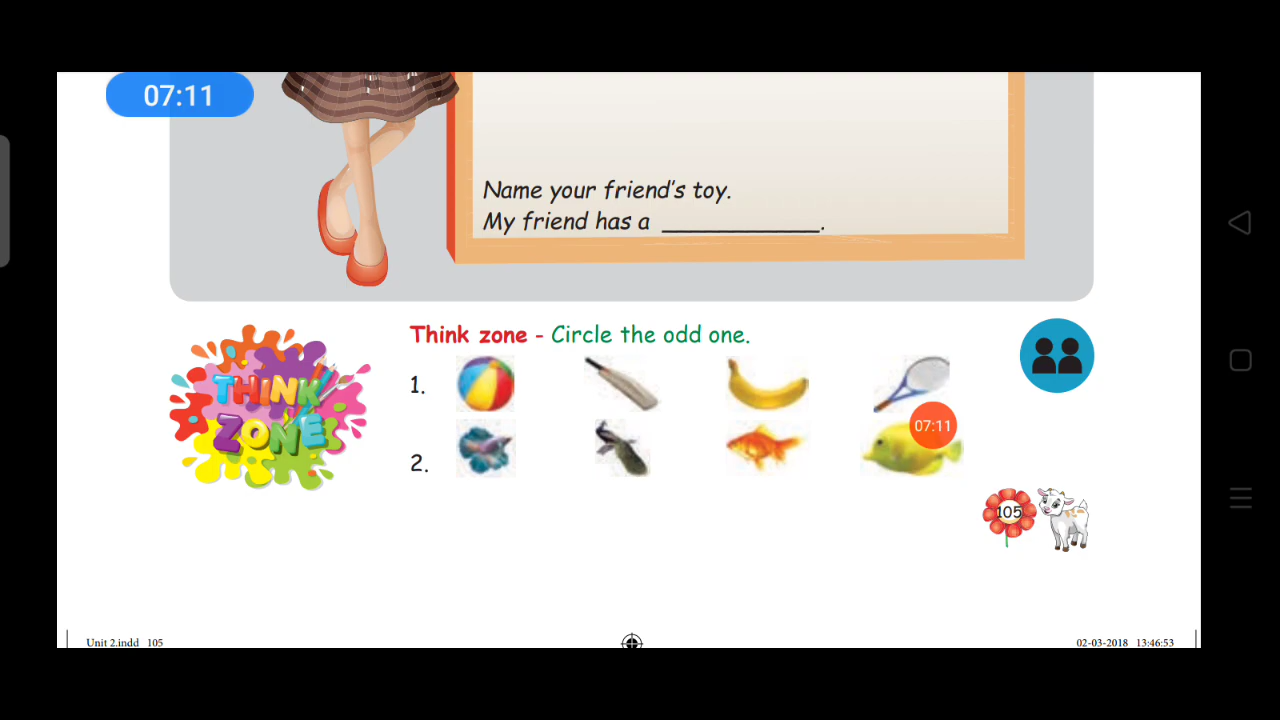 07:11
Name your friend's toy.
My friend has a ____________.
Think zone - Circle the odd one.
THINK
ZONE
1.
2.
07:11
105
Unit 2.indd 105
02-03-2018 13:46:53